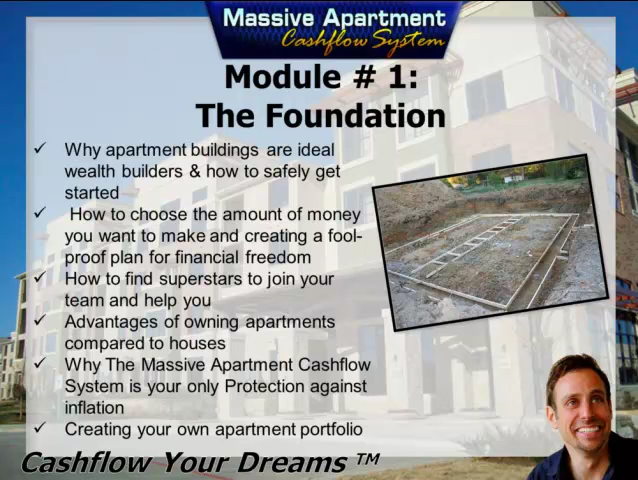 Massive Apartment
Cashflow System
Module # 1:
The Foundation
✓ Why apartment buildings are ideal
wealth builders & how to safely get
started
✓ How to choose the amount of money
you want to make and creating a fool-
proof plan for financial freedom
✓ How to find superstars to join your
team and help you
✓ Advantages of owning apartments
compared to houses
✓ Why The Massive Apartment Cashflow
System is your only Protection against
inflation
✓ Creating your own apartment portfolio
Cashflow Your Dreams ™